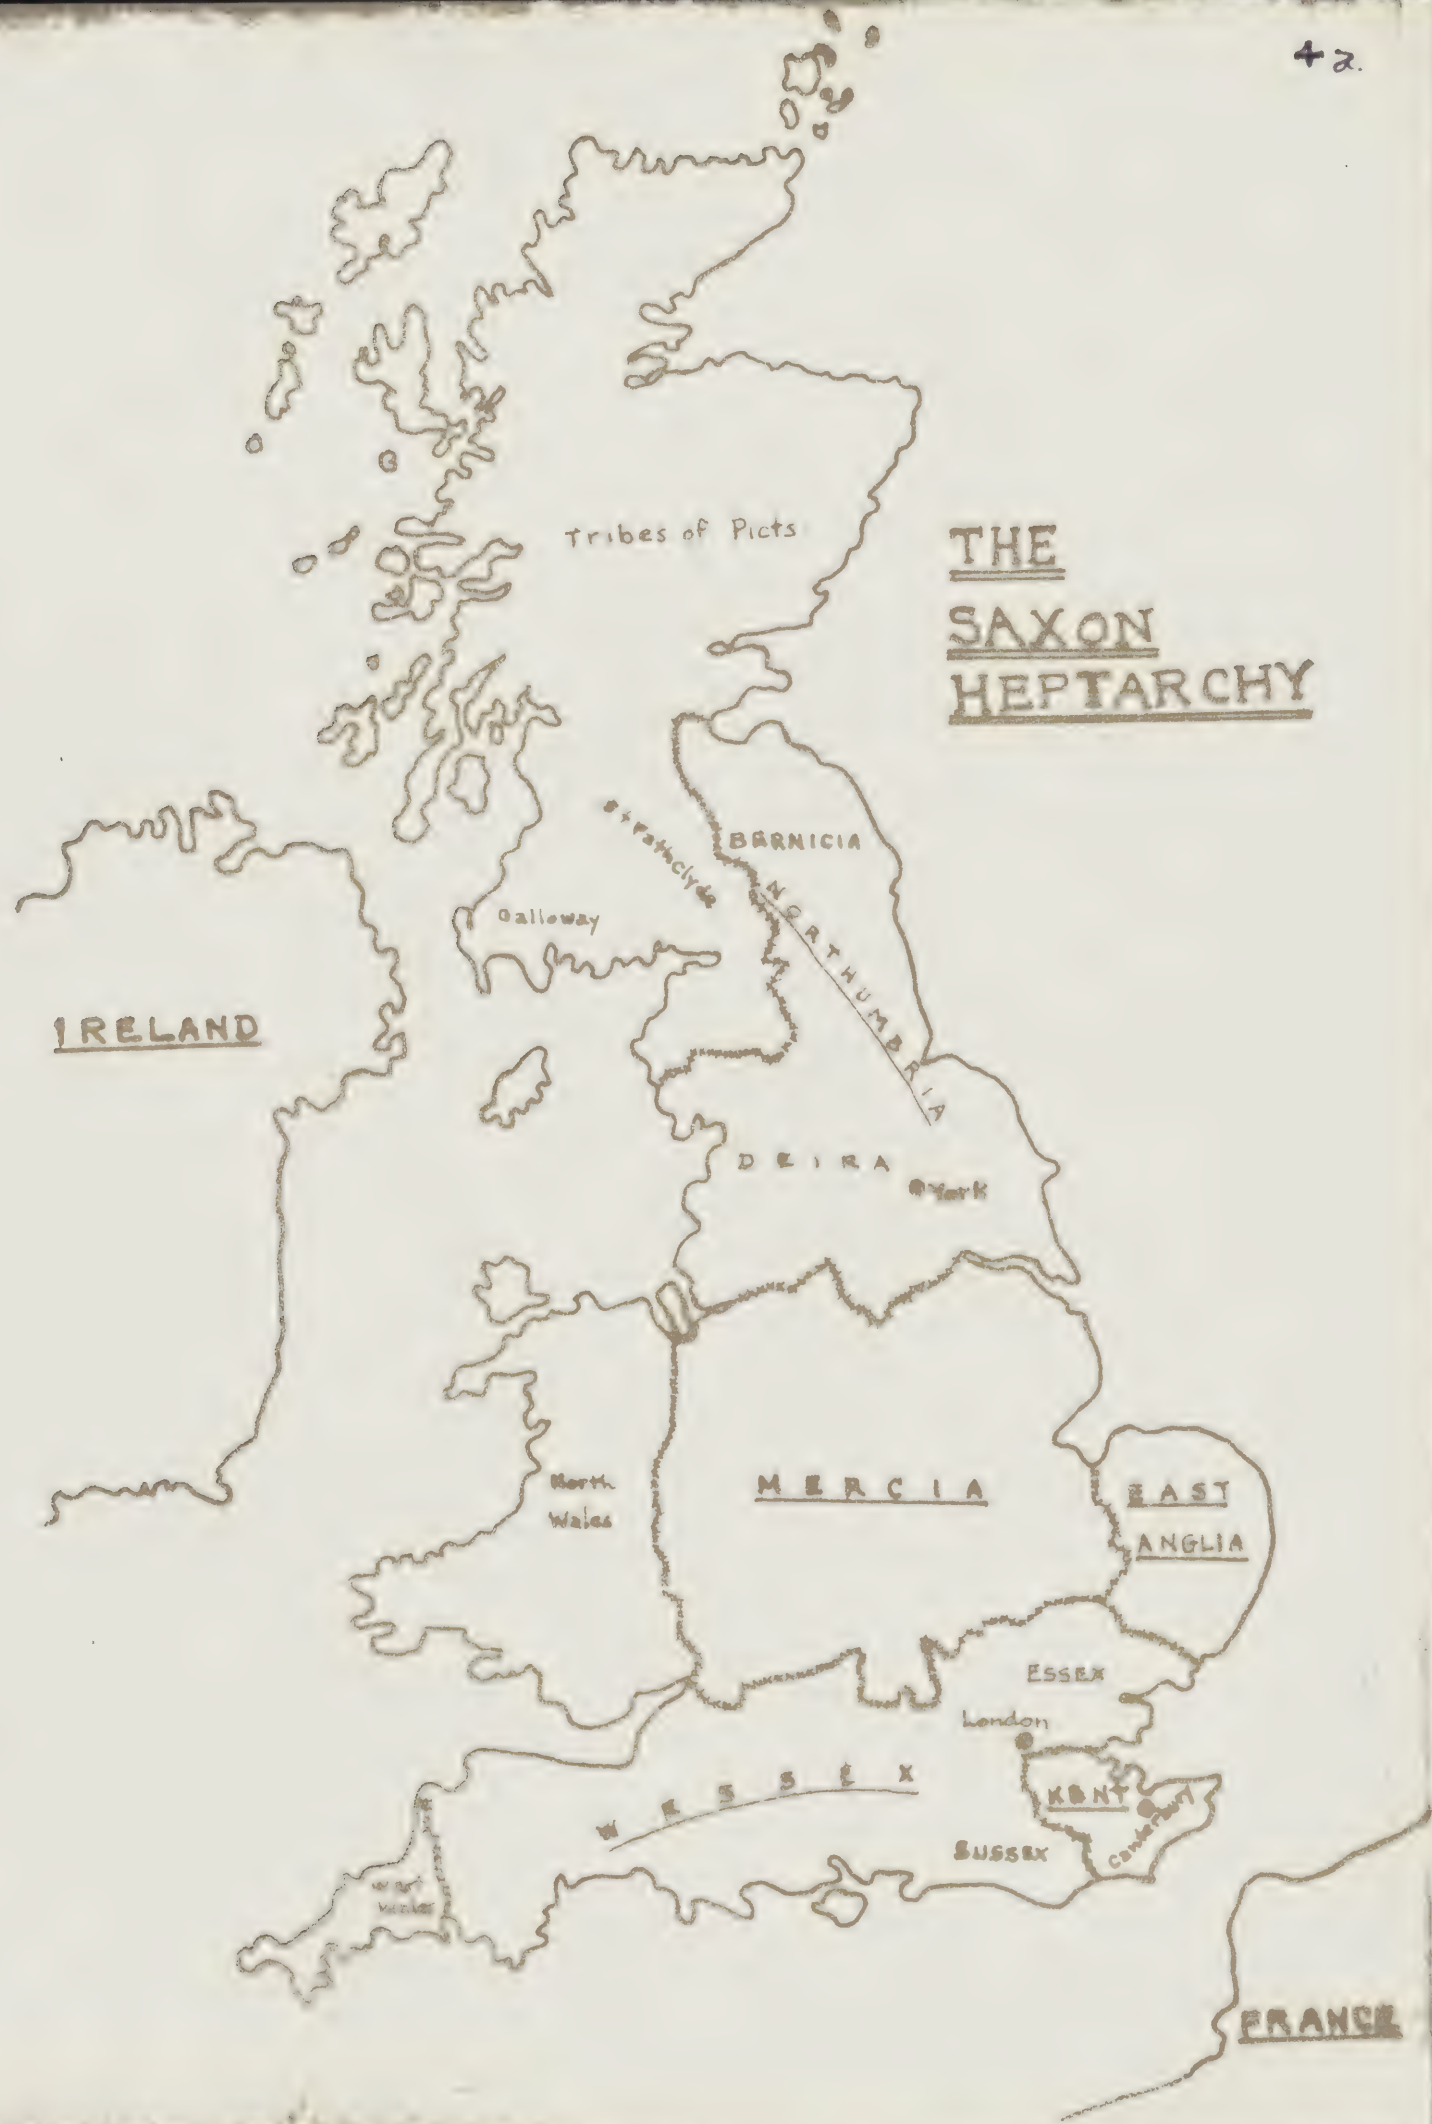 42.
Tribes of Picts
THE
SAXON
HEPTARCHY
Strathclyde
BERNICIA
NORTHUMBRIA
Galloway
IRELAND
DEIRA
York
North
Wales
MERCIA
EAST
ANGLIA
ESSEX
London
WESSEX
KENT
Canterbury
SUSSEX
West
Wales
FRANCE